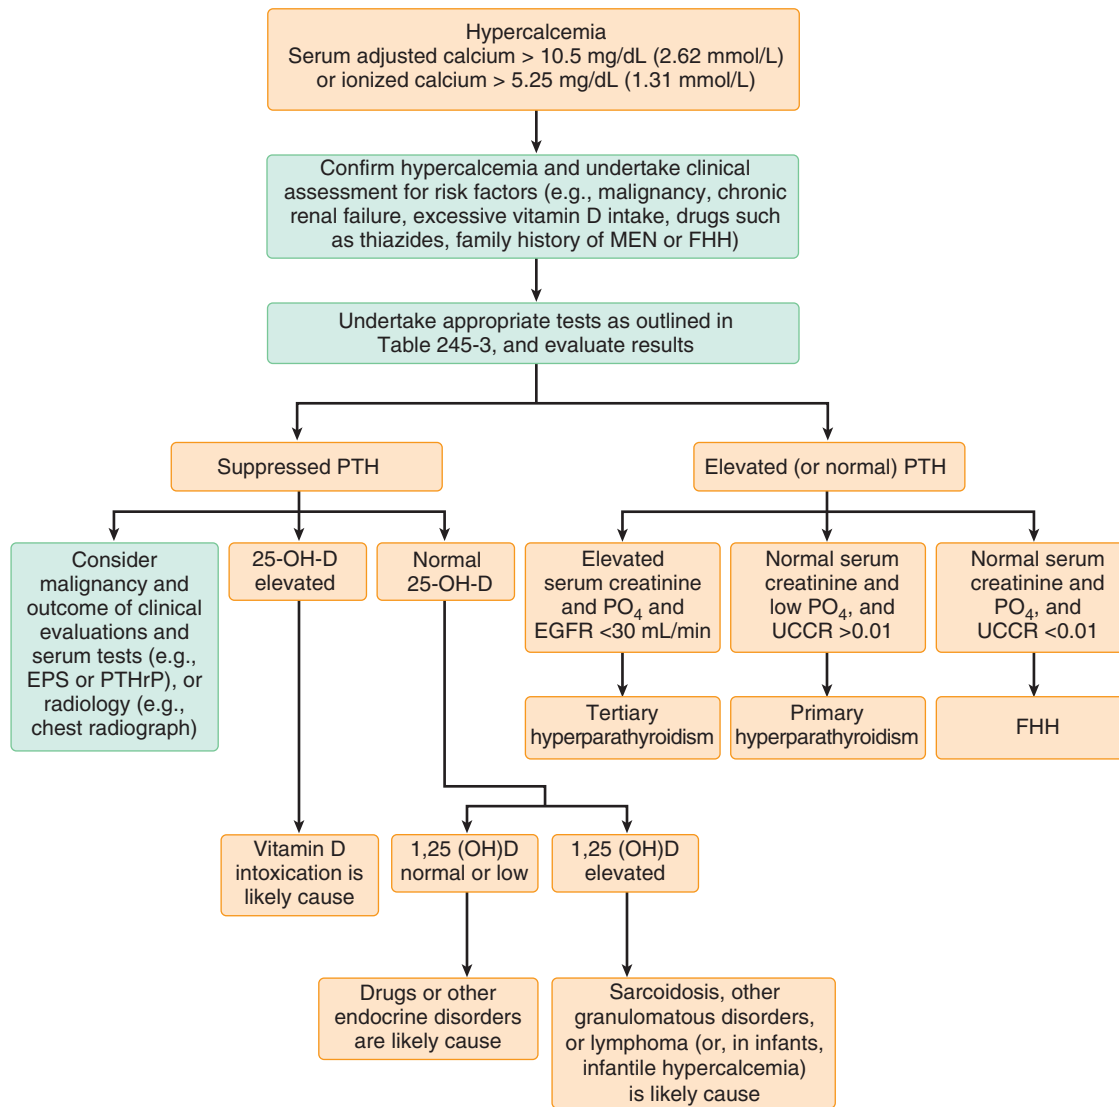 Hypercalcemia
Serum adjusted calcium > 10.5 mg/dL (2.62 mmol/L)
or ionized calcium > 5.25 mg/dL (1.31 mmol/L)
Confirm hypercalcemia and undertake clinical
assessment for risk factors (e.g., malignancy, chronic
renal failure, excessive vitamin D intake, drugs such
as thiazides, family history of MEN or FHH)
Undertake appropriate tests as outlined in
Table 245-3, and evaluate results
Suppressed PTH
Elevated (or normal) PTH
Consider
malignancy and
outcome of clinical
evaluations and
serum tests (e.g.,
EPS or PTHrP), or
radiology (e.g.,
chest radiograph)
25-OH-D
elevated
Normal
25-OH-D
Elevated
serum creatinine
and PO₄ and
EGFR <30 mL/min
Normal serum
creatinine and
low PO₄, and
UCCR >0.01
Normal serum
creatinine and
PO₄, and
UCCR <0.01
Tertiary
hyperparathyroidism
Primary
hyperparathyroidism
FHH
Vitamin D
intoxication is
likely cause
1,25 (OH)D
normal or low
1,25 (OH)D
elevated
Drugs or other
endocrine disorders
are likely cause
Sarcoidosis, other
granulomatous disorders,
or lymphoma (or, in infants,
infantile hypercalcemia)
is likely cause